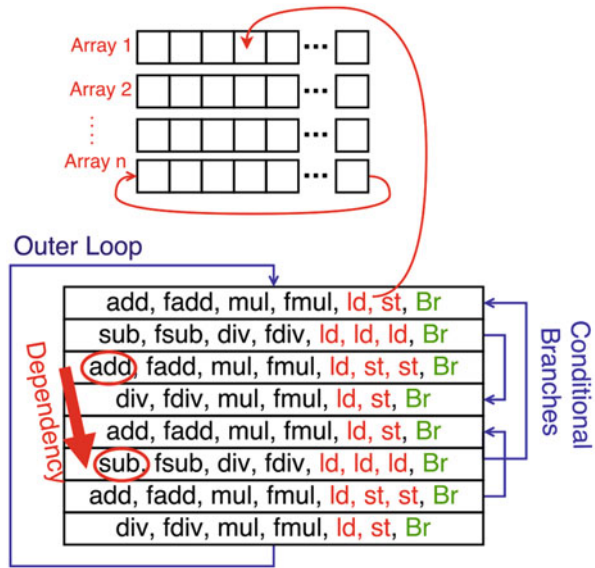 Array 1
Array 2
Array n
Outer Loop
add, fadd, mul, fmul, ld, st, Br
sub, fsub, div, fdiv, ld, ld, ld, Br
add, fadd, mul, fmul, ld, st, st, Br
div, fdiv, mul, fmul, ld, st, Br
add, fadd, mul, fmul, ld, st, Br
sub, fsub, div, fdiv, ld, ld, ld, Br
add, fadd, mul, fmul, ld, st, st, Br
div, fdiv, mul, fmul, ld, st, Br
Dependency
Conditional
Branches